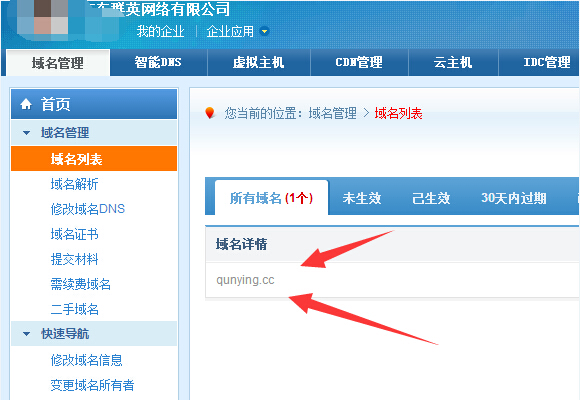 广东群英网络有限公司
我的企业 企业应用
域名管理 智能DNS 虚拟主机 CDN管理 云主机 IDC管理
首页
您当前的位置：域名管理 > 域名列表
域名管理
域名列表
域名解析
修改域名DNS
域名证书
提交材料
需续费域名
二手域名
快速导航
修改域名信息
变更域名所有者
所有域名 (1个) 未生效 已生效 30天内过期
域名详情
qunying.cc